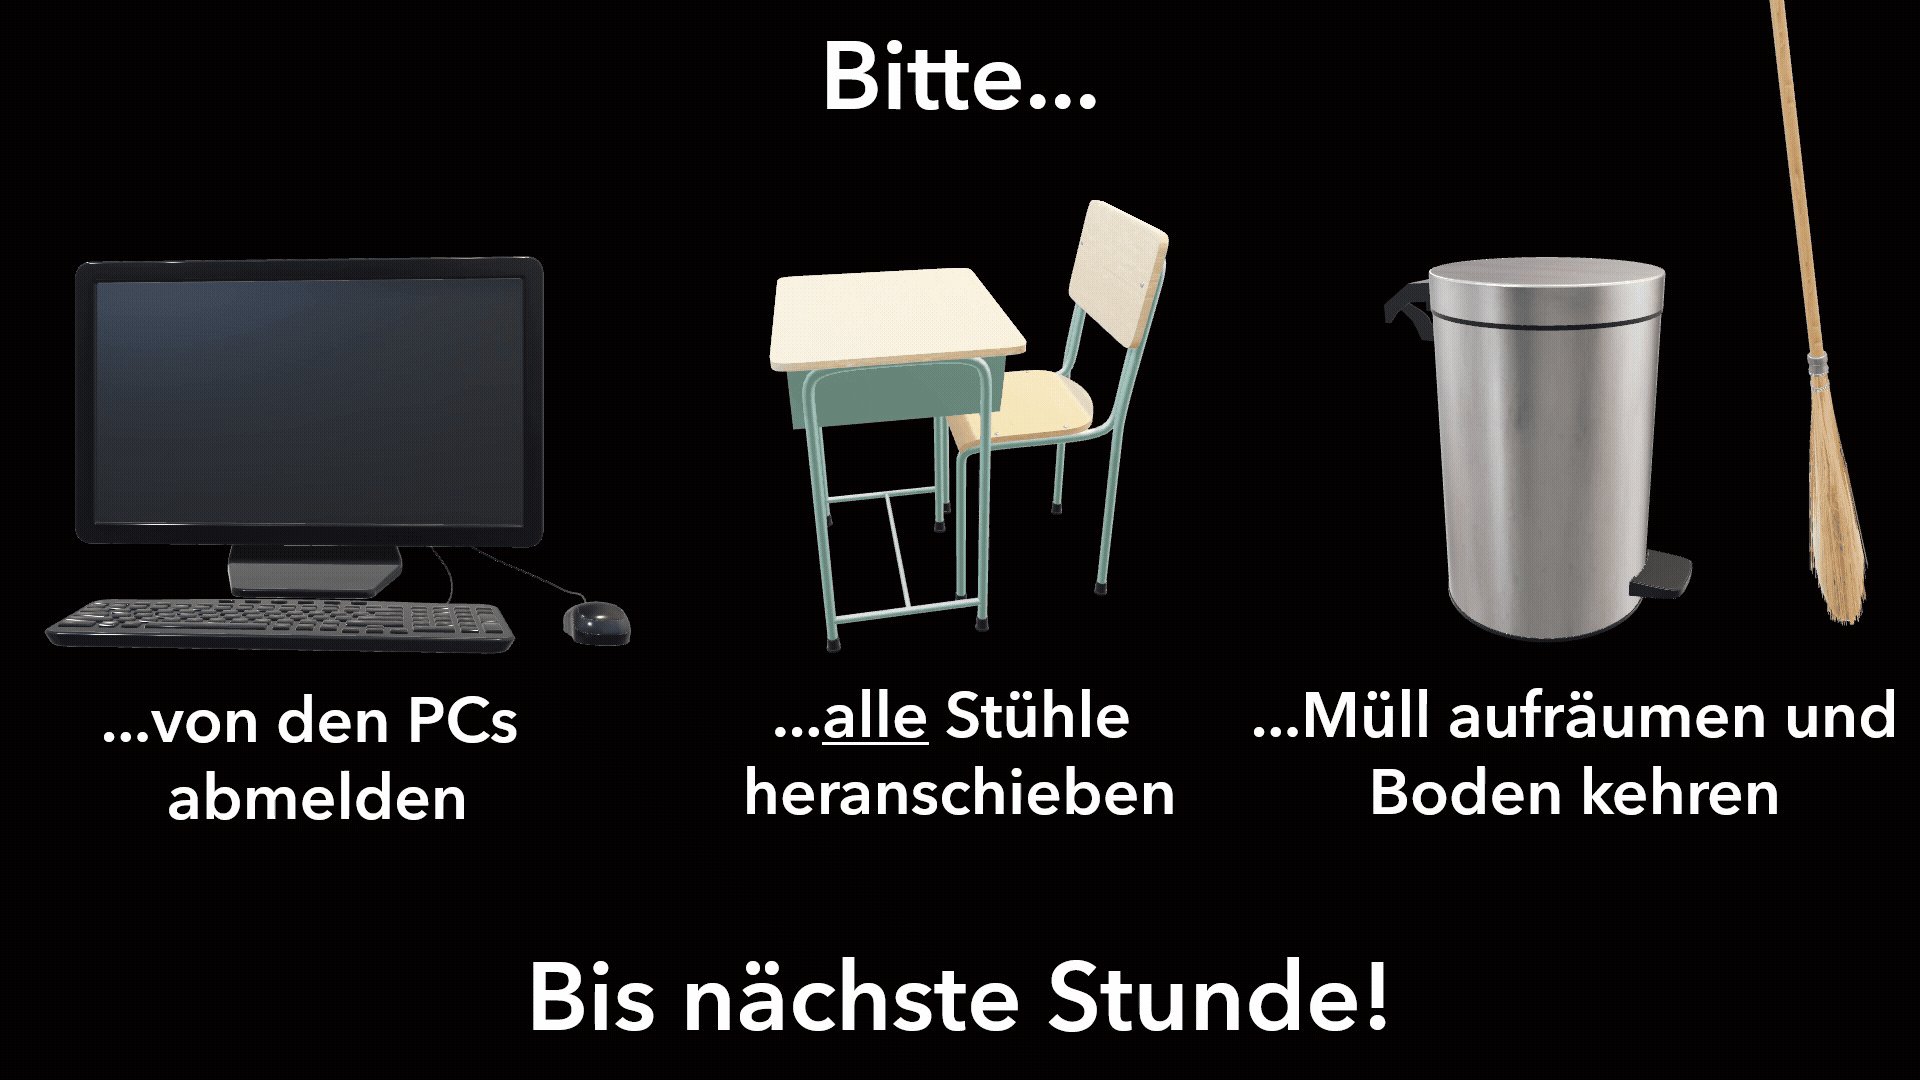 Bitte...
...von den PCs
abmelden
...alle Stühle
heranschieben
...Müll aufräumen und
Boden kehren
Bis nächste Stunde!